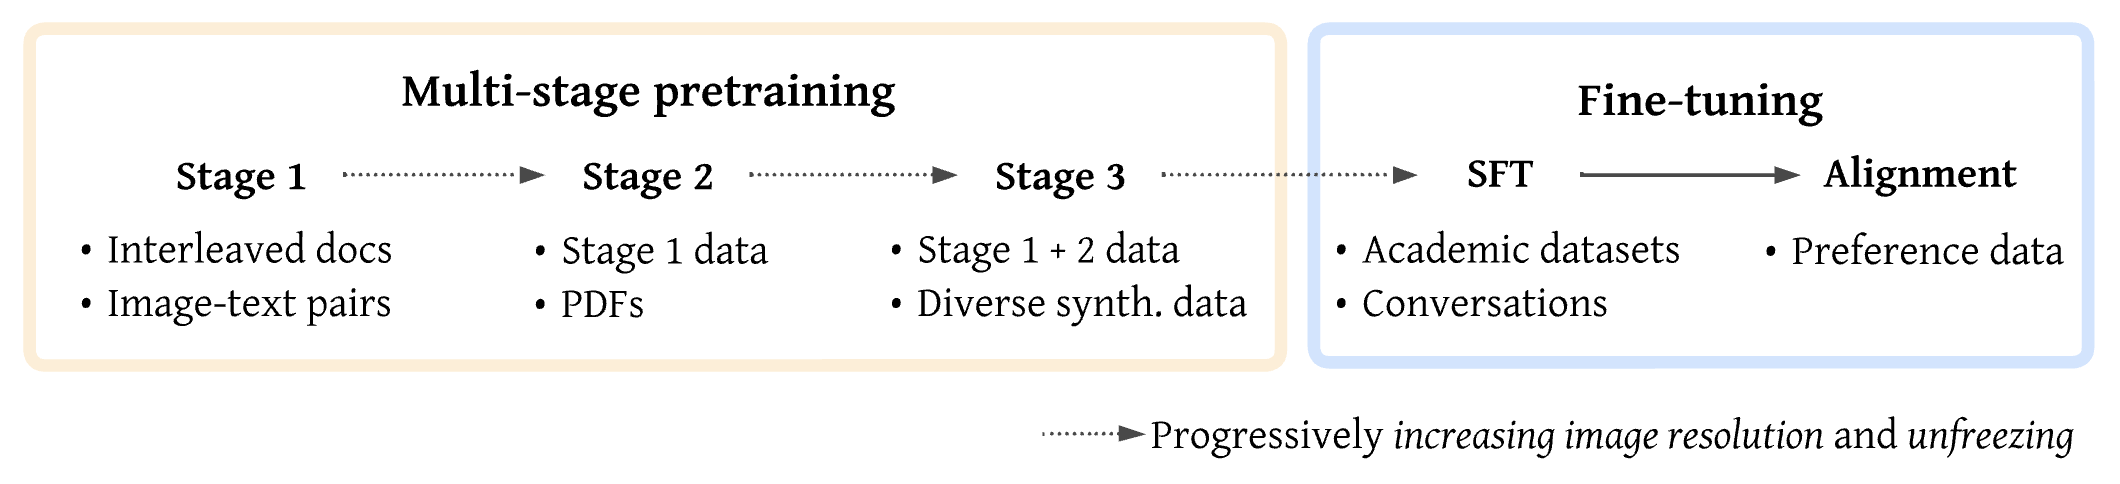 Multi-stage pretraining
Stage 1
Stage 2
Stage 3
• Interleaved docs
• Image-text pairs
• Stage 1 data
• PDFs
• Stage 1 + 2 data
• Diverse synth. data
Fine-tuning
SFT
Alignment
• Academic datasets
• Conversations
• Preference data
Progressively increasing image resolution and unfreezing